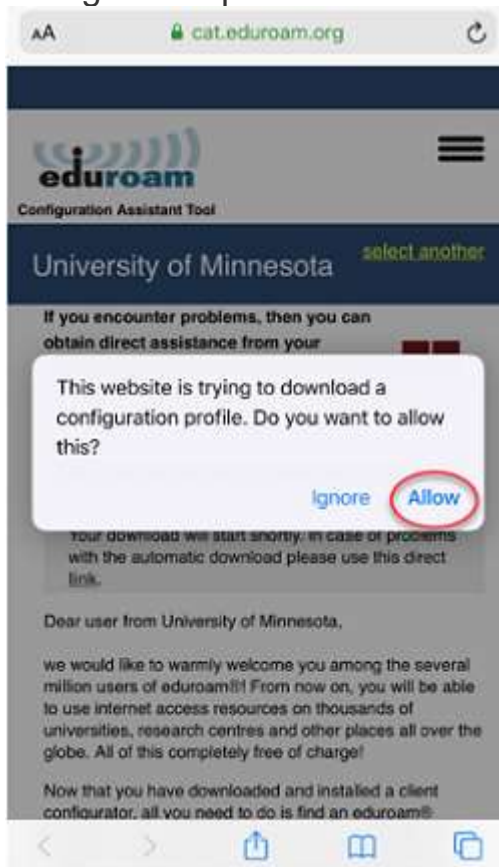 AA cat.eduroam.org
eduroam
Configuration Assistant Tool
University of Minnesota select another
If you encounter problems, then you can
obtain direct assistance from your
This website is trying to download a
configuration profile. Do you want to allow
this?
Ignore Allow
Your download will start shortly. In case of problems
with the automatic download please use this direct
link.
Dear user from University of Minnesota,
we would like to warmly welcome you among the several
million users of eduroam®! From now on, you will be able
to use internet access resources on thousands of
universities, research centres and other places all over the
globe. All of this completely free of charge!
Now that you have downloaded and installed a client
configurator, all you need to do is find an eduroam®